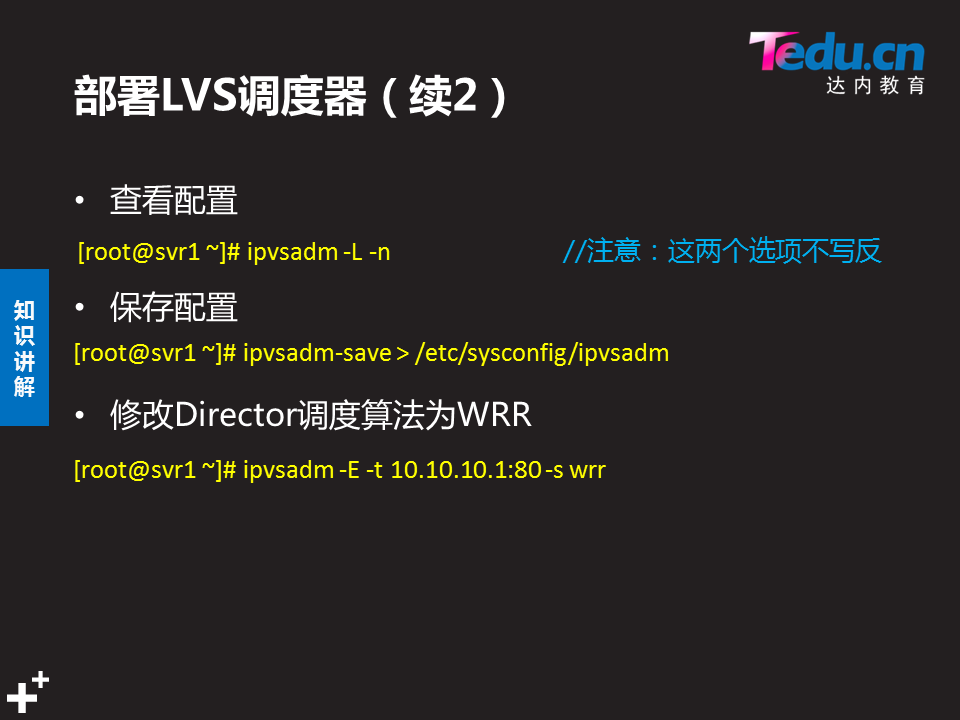 Tedu.cn
达内教育
部署LVS调度器（续2）
• 查看配置
[root@svr1 ~]# ipvsadm -L -n //注意：这两个选项不写反
• 保存配置
[root@svr1 ~]# ipvsadm-save > /etc/sysconfig/ipvsadm
• 修改Director调度算法为WRR
[root@svr1 ~]# ipvsadm -E -t 10.10.10.1:80 -s wrr
知识讲解